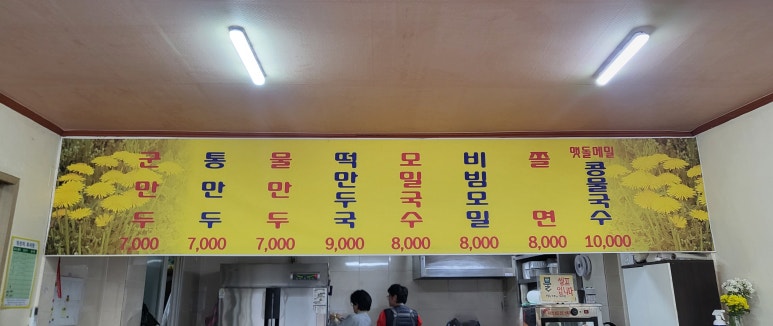 군만두
7,000
통만두
7,000
물만두
7,000
떡만두국
9,000
모밀국수
8,000
비빔모밀
8,000
쫄면
8,000
맷돌메밀
콩물국수
10,000